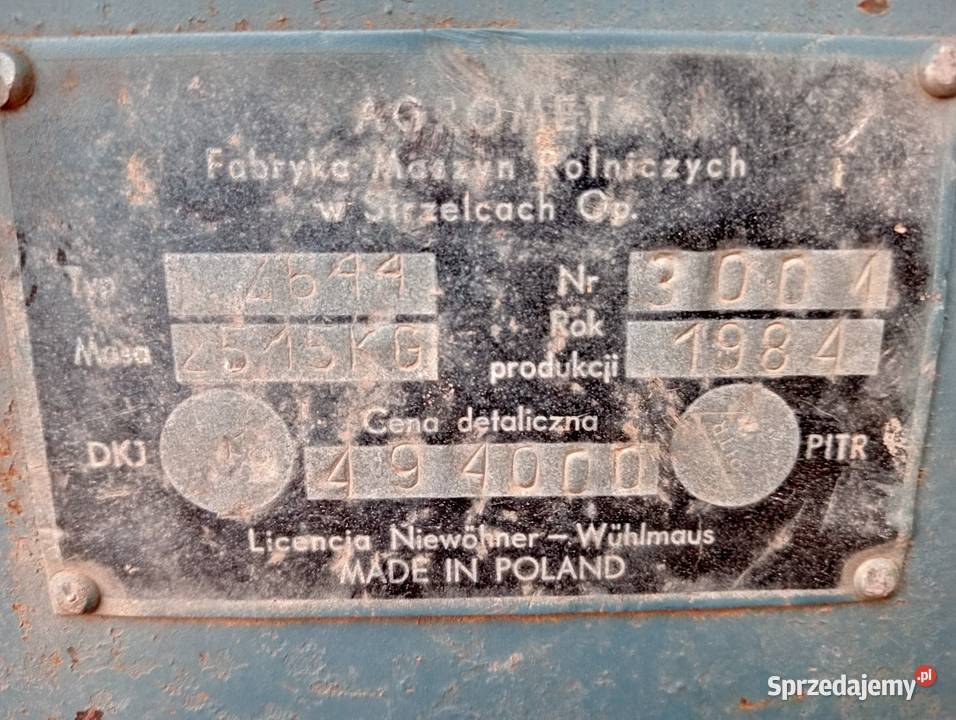 AGROMET
Fabryka Maszyn Rolniczych
w Strzelcach Op.
Typ Z644 Nr 3001
Masa 2515KG Rok produkcji 1984
Cena detaliczna
DKJ 494000 PITR
Licencja Niewöhner – Wühlmaus
MADE IN POLAND
Sprzedajemy.pl